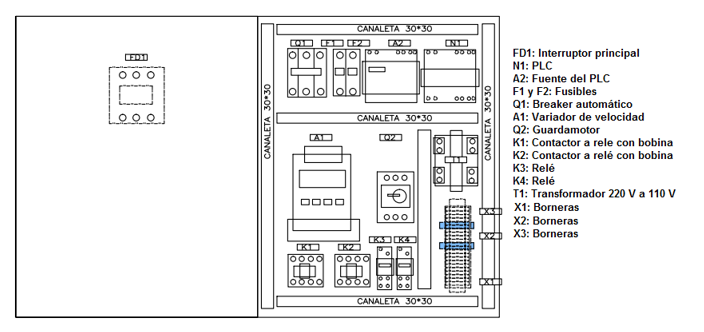 CANALETA 30*30
Q1 F1 F2 A2 N1
FD1
CANALETA 30*30
CANALETA 30*30
CANALETA 30*30
A1 Q2
T1
X3
X2
K1 K2 K3 K4
X1
CANALETA 30*30
FD1: Interruptor principal
N1: PLC
A2: Fuente del PLC
F1 y F2: Fusibles
Q1: Breaker automático
A1: Variador de velocidad
Q2: Guardamotor
K1: Contactor a rele con bobina
K2: Contactor a relé con bobina
K3: Relé
K4: Relé
T1: Transformador 220 V a 110 V
X1: Borneras
X2: Borneras
X3: Borneras